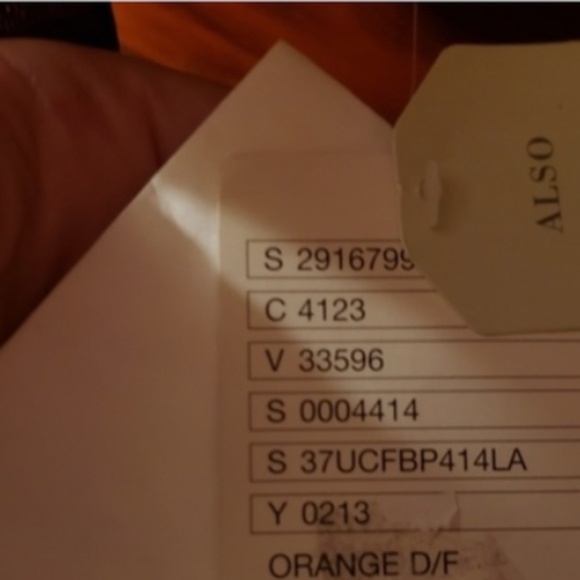 S 2916799
C 4123
V 33596
S 0004414
S 37UCFBP414LA
Y 0213
ORANGE D/F
ALSO